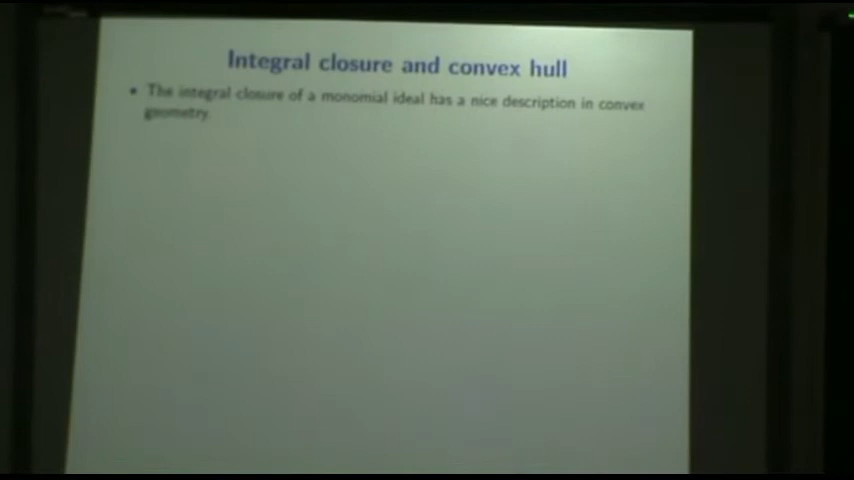 Integral closure and convex hull
• The integral closure of a monomial ideal has a nice description in convex
geometry.